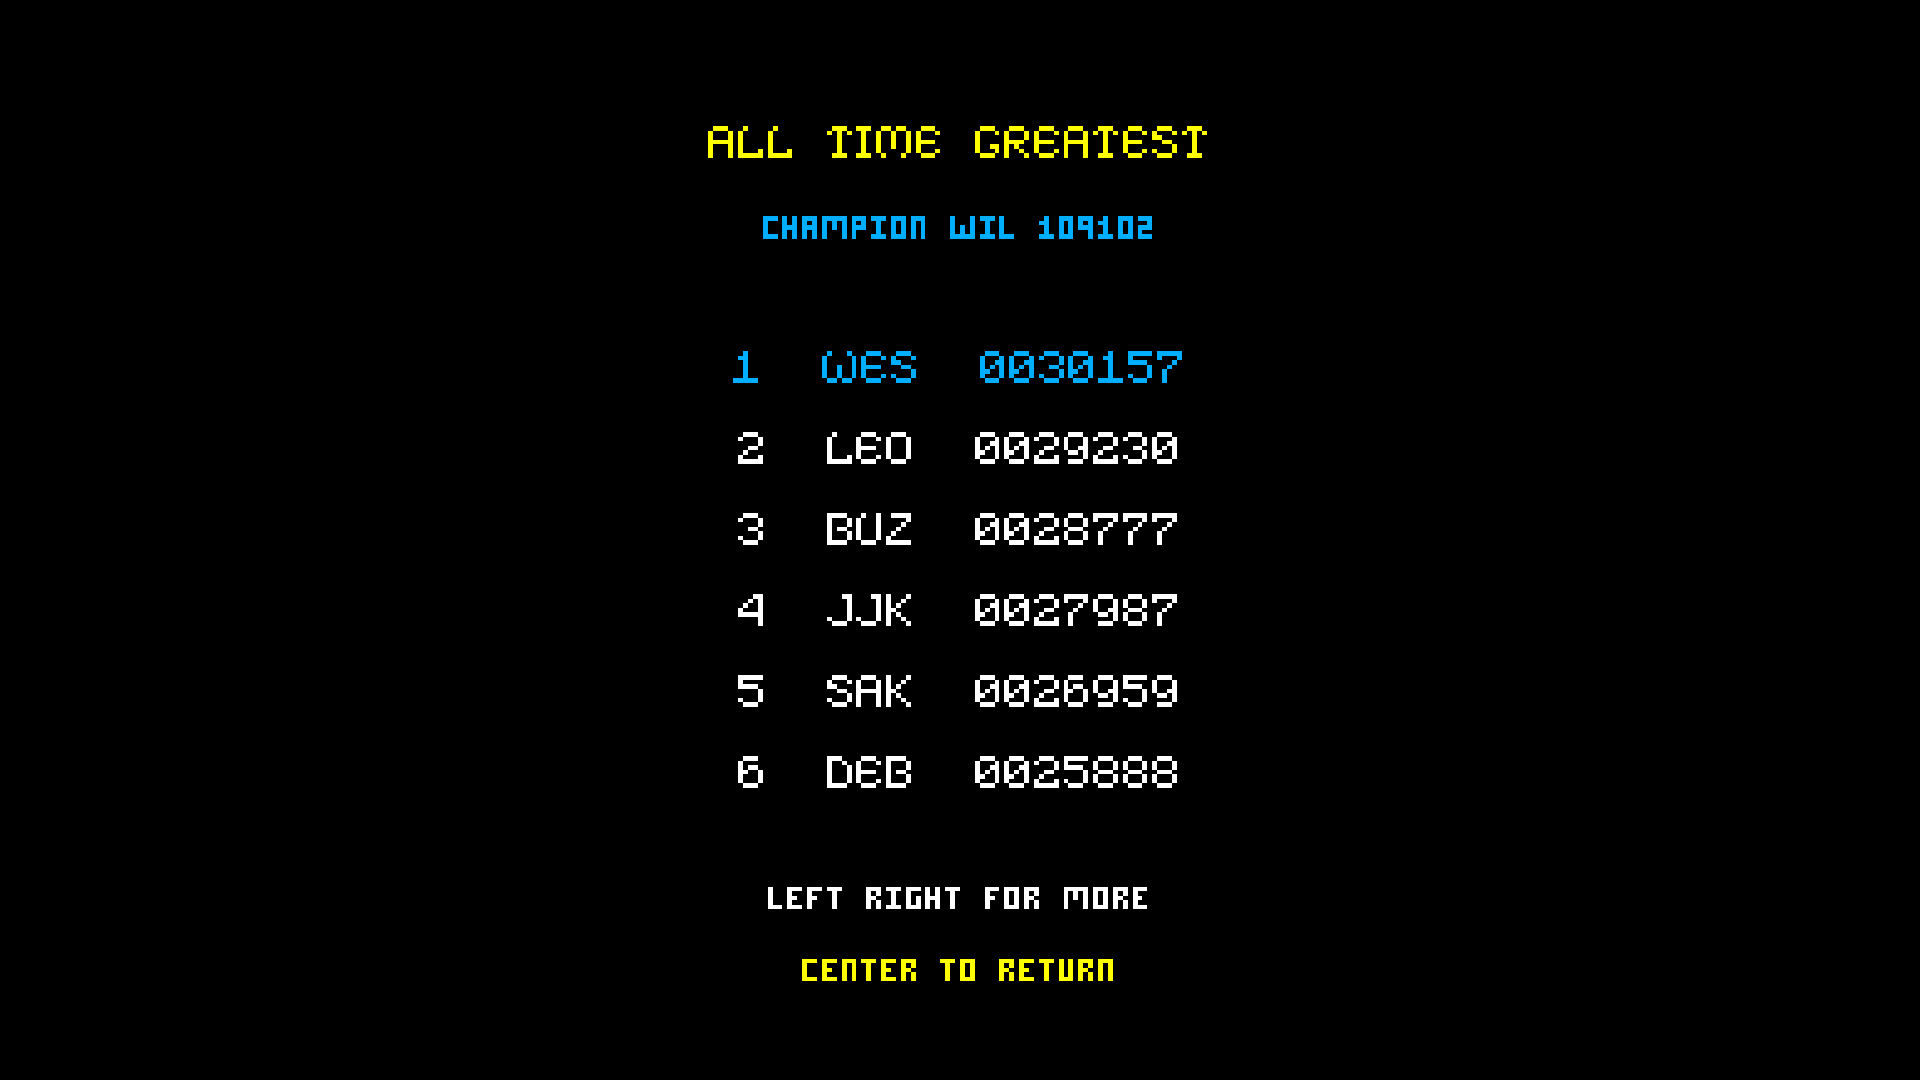 ALL TIME GREATEST
CHAMPION WIL 109102
1 WES 0030157
2 LEO 0029230
3 BUZ 0028777
4 JJK 0027987
5 SAK 0026959
6 DEB 0025888
LEFT RIGHT FOR MORE
CENTER TO RETURN